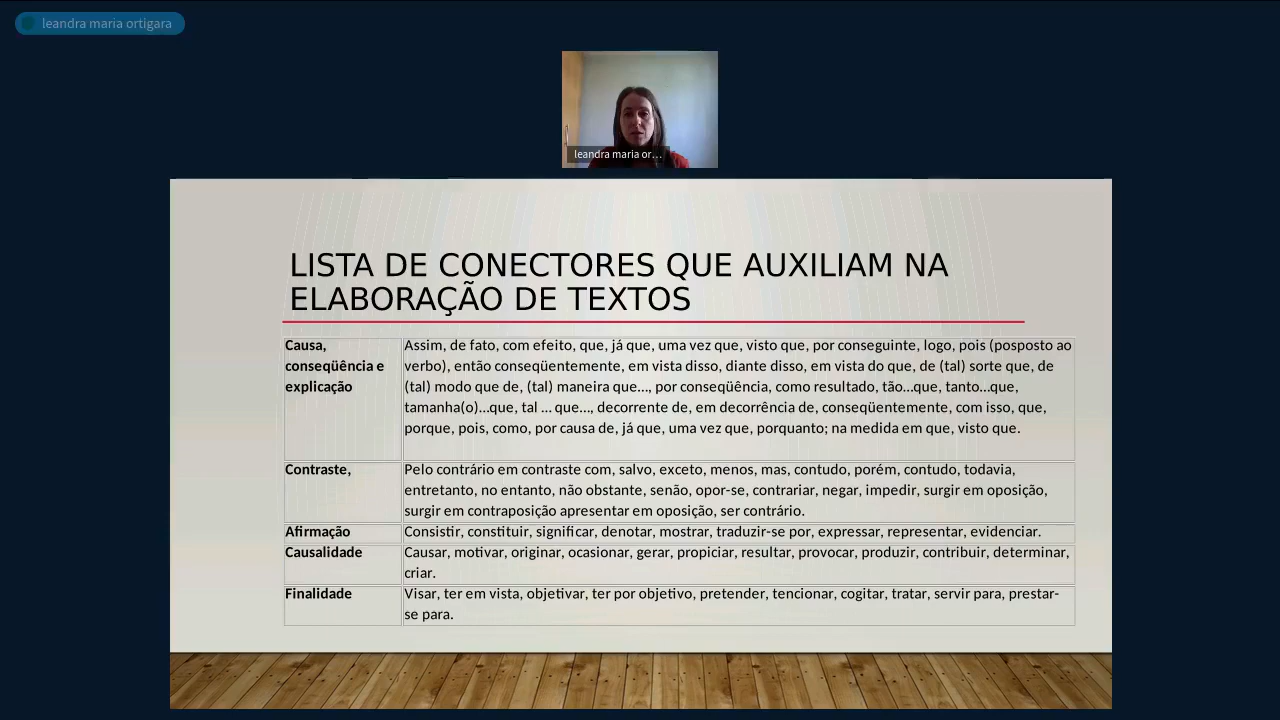 leandra maria ortigara
leandra maria or...
LISTA DE CONECTORES QUE AUXILIAM NA
ELABORAÇÃO DE TEXTOS
Causa,
conseqüência e
explicação
Assim, de fato, com efeito, que, já que, uma vez que, visto que, por conseguinte, logo, pois (posposto ao
verbo), então conseqüentemente, em vista disso, diante disso, em vista do que, de (tal) sorte que, de
(tal) modo que de, (tal) maneira que..., por conseqüência, como resultado, tão...que, tanto...que,
tamanha(o)...que, tal ... que..., decorrente de, em decorrência de, conseqüentemente, com isso, que,
porque, pois, como, por causa de, já que, uma vez que, porquanto; na medida em que, visto que.
Contraste,
Pelo contrário em contraste com, salvo, exceto, menos, mas, contudo, porém, contudo, todavia,
entretanto, no entanto, não obstante, senão, opor-se, contrariar, negar, impedir, surgir em oposição,
surgir em contraposição apresentar em oposição, ser contrário.
Afirmação
Consistir, constituir, significar, denotar, mostrar, traduzir-se por, expressar, representar, evidenciar.
Causalidade
Causar, motivar, originar, ocasionar, gerar, propiciar, resultar, provocar, produzir, contribuir, determinar,
criar.
Finalidade
Visar, ter em vista, objetivar, ter por objetivo, pretender, tencionar, cogitar, tratar, servir para, prestar-
se para.